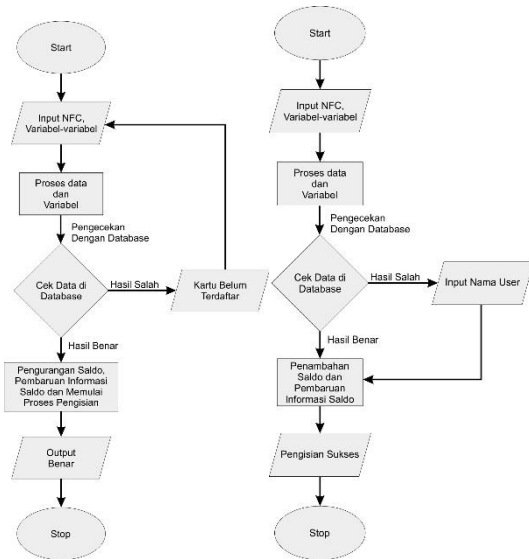 Start
Input NFC,
Variabel-variabel
Proses data
dan
Variabel
Pengecekan
Dengan Database
Cek Data di
Database
Hasil Salah
Kartu Belum
Terdaftar
Hasil Benar
Pengurangan Saldo,
Pembaruan Informasi
Saldo dan Memulai
Proses Pengisian
Output
Benar
Stop
Start
Input NFC,
Variabel-variabel
Proses data
dan
Variabel
Pengecekan
Dengan Database
Cek Data di
Database
Hasil Salah
Input Nama User
Hasil Benar
Penambahan
Saldo dan
Pembaruan
Informasi Saldo
Pengisian Sukses
Stop